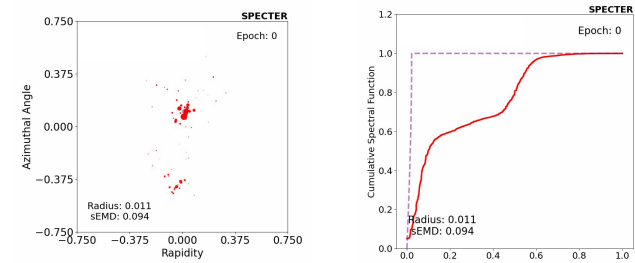 SPECTER
Epoch: 0
0.750
0.375
0.000
−0.375
−0.750
Azimuthal Angle
Radius: 0.011
sEMD: 0.094
−0.750
−0.375
0.000
0.375
0.750
Rapidity
SPECTER
Epoch: 0
1.2
1.0
0.8
0.6
0.4
0.2
0.0
Cumulative Spectral Function
Radius: 0.011
sEMD: 0.094
0.0
0.2
0.4
0.6
0.8
1.0